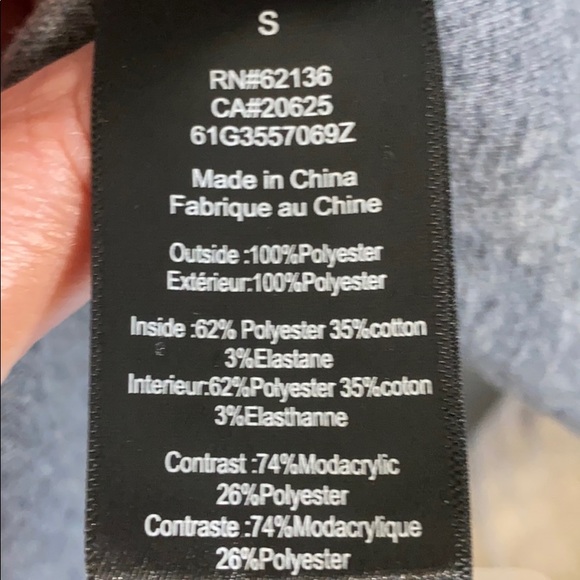 S
RN#62136
CA#20625
61G3557069Z
Made in China
Fabrique au Chine
Outside :100%Polyester
Extérieur:100%Polyester
Inside :62% Polyester 35%cotton
3%Elastane
Interieur:62%Polyester 35%coton
3%Elasthanne
Contrast :74%Modacrylic
26%Polyester
Contraste :74%Modacrylique
26%Polyester